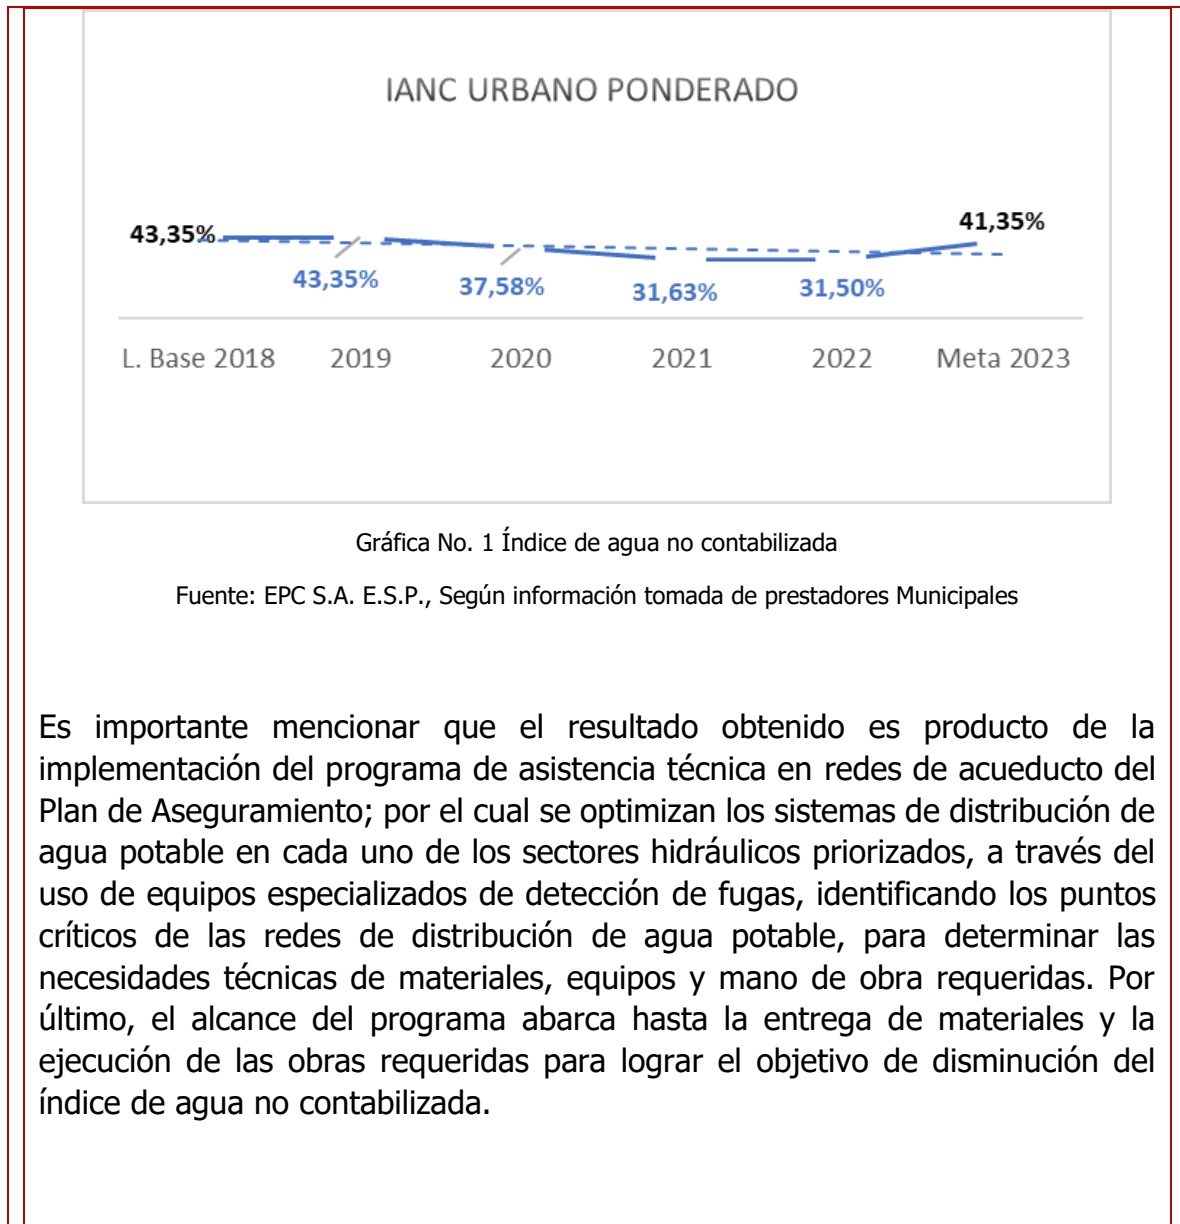 IANC URBANO PONDERADO
43,35%
43,35%
37,58%
31,63%
31,50%
41,35%
L. Base 2018 2019 2020 2021 2022 Meta 2023
Gráfica No. 1 Índice de agua no contabilizada
Fuente: EPC S.A. E.S.P., Según información tomada de prestadores Municipales
Es importante mencionar que el resultado obtenido es producto de la
implementación del programa de asistencia técnica en redes de acueducto del
Plan de Aseguramiento; por el cual se optimizan los sistemas de distribución de
agua potable en cada uno de los sectores hidráulicos priorizados, a través del
uso de equipos especializados de detección de fugas, identificando los puntos
críticos de las redes de distribución de agua potable, para determinar las
necesidades técnicas de materiales, equipos y mano de obra requeridas. Por
último, el alcance del programa abarca hasta la entrega de materiales y la
ejecución de las obras requeridas para lograr el objetivo de disminución del
índice de agua no contabilizada.